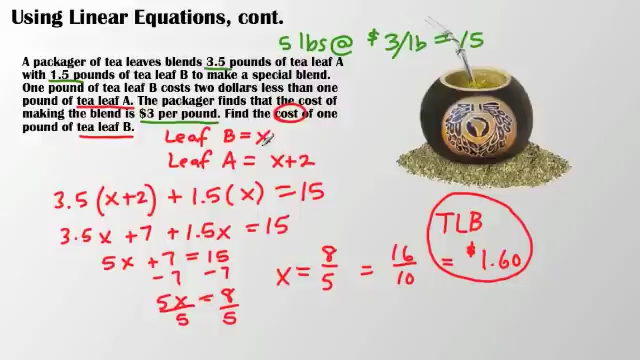 Using Linear Equations, cont.
5 lbs @ $3/lb = 15
A packager of tea leaves blends 3.5 pounds of tea leaf A
with 1.5 pounds of tea leaf B to make a special blend.
One pound of tea leaf B costs two dollars less than one
pound of tea leaf A. The packager finds that the cost of
making the blend is $3 per pound. Find the cost of one
pound of tea leaf B.
Leaf B = x
Leaf A = x+2
3.5(x+2) + 1.5(x) = 15
3.5x + 7 + 1.5x = 15
5x + 7 = 15
-7 -7
5x/5 = 8/5
x = 8/5 = 16/10 = $1.60
TLB